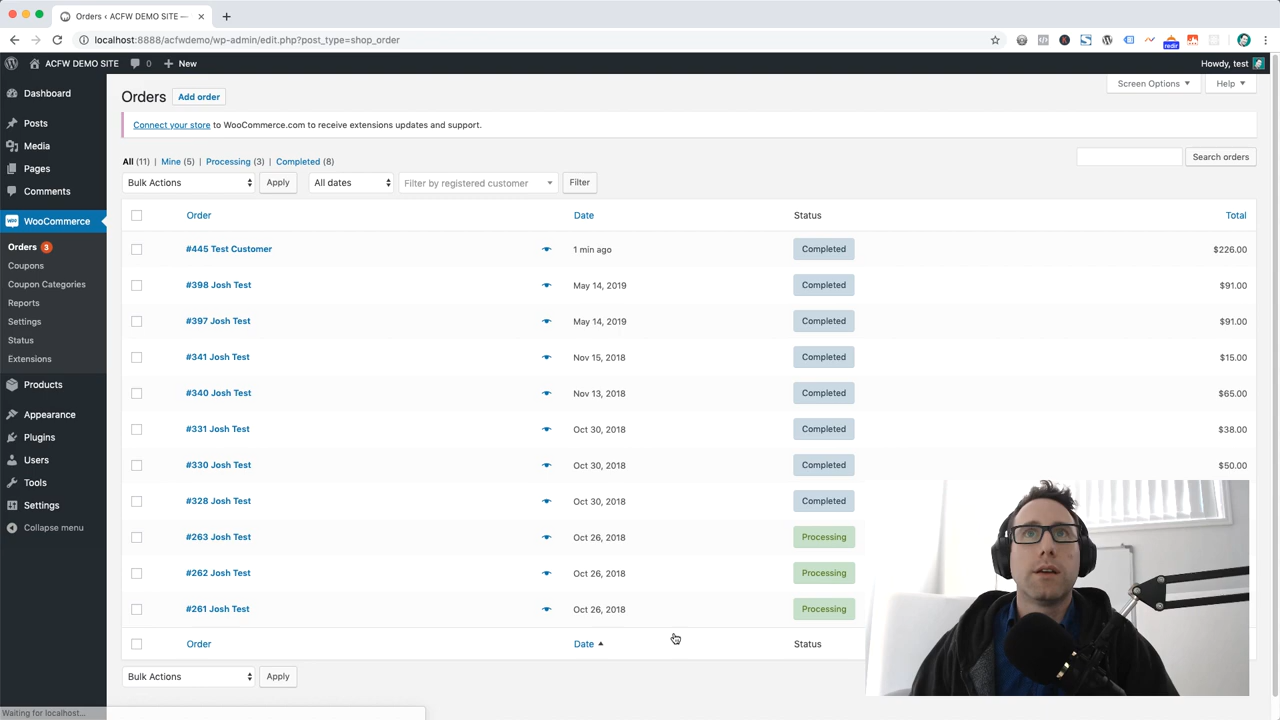 Orders ‹ ACFW DEMO SITE —
localhost:8888/acfwdemo/wp-admin/edit.php?post_type=shop_order
redir
ACFW DEMO SITE 0 New
Howdy, test
Dashboard
Posts
Media
Pages
Comments
WooCommerce
Orders 3
Coupons
Coupon Categories
Reports
Settings
Status
Extensions
Products
Appearance
Plugins
Users
Tools
Settings
Collapse menu
Waiting for localhost...
Screen Options
Help
Orders
Add order
Connect your store to WooCommerce.com to receive extensions updates and support.
All (11) | Mine (5) | Processing (3) | Completed (8)
Search orders
Bulk Actions Apply All dates Filter by registered customer Filter
Order Date Status Total
#445 Test Customer 1 min ago Completed $226.00
#398 Josh Test May 14, 2019 Completed $91.00
#397 Josh Test May 14, 2019 Completed $91.00
#341 Josh Test Nov 15, 2018 Completed $15.00
#340 Josh Test Nov 13, 2018 Completed $65.00
#331 Josh Test Oct 30, 2018 Completed $38.00
#330 Josh Test Oct 30, 2018 Completed $50.00
#328 Josh Test Oct 30, 2018 Completed
#263 Josh Test Oct 26, 2018 Processing
#262 Josh Test Oct 26, 2018 Processing
#261 Josh Test Oct 26, 2018 Processing
Order Date Status
Bulk Actions Apply